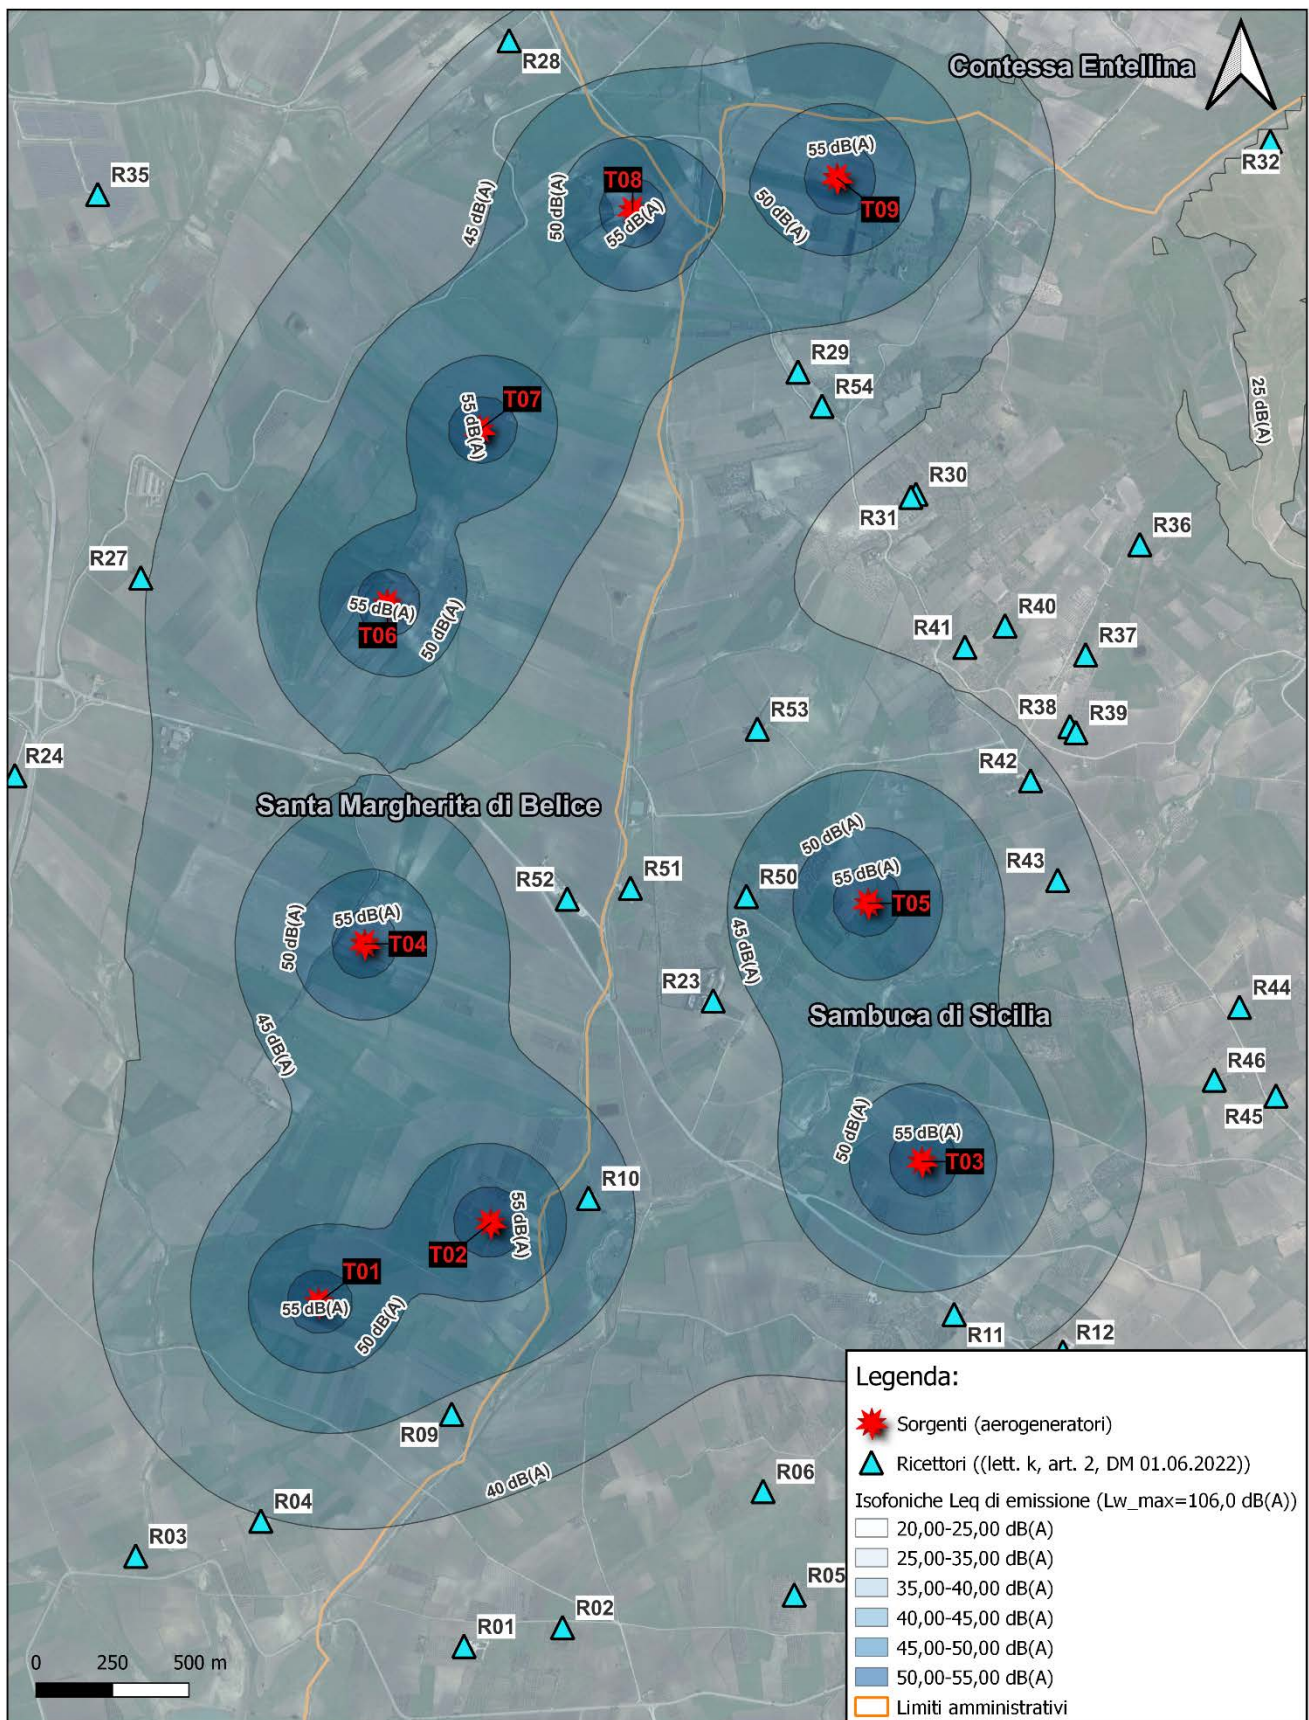 R28
Contessa Entellina
R32
R35
55 dB(A)
T08
T09
45 dB(A)
50 dB(A)
55 dB(A)
50 dB(A)
R29
R54
25 dB(A)
T07
55 dB(A)
R30
R31
R36
R27
55 dB(A)
T06
50 dB(A)
R40
R41
R37
R38
R39
R53
R24
R42
Santa Margherita di Belice
50 dB(A)
55 dB(A)
R43
R52
R51
R50
T05
55 dB(A)
50 dB(A)
T04
45 dB(A)
R23
Sambuca di Sicilia
R44
45 dB(A)
R46
R45
50 dB(A)
55 dB(A)
T03
R10
55 dB(A)
T02
T01
55 dB(A)
50 dB(A)
R11
R12
R09
40 dB(A)
R06
R04
R03
R05
R02
R01
0 250 500 m
Legenda:
Sorgenti (aerogeneratori)
Ricettori ((lett. k, art. 2, DM 01.06.2022))
Isofoniche Leq di emissione (Lw_max=106,0 dB(A))
20,00-25,00 dB(A)
25,00-35,00 dB(A)
35,00-40,00 dB(A)
40,00-45,00 dB(A)
45,00-50,00 dB(A)
50,00-55,00 dB(A)
Limiti amministrativi